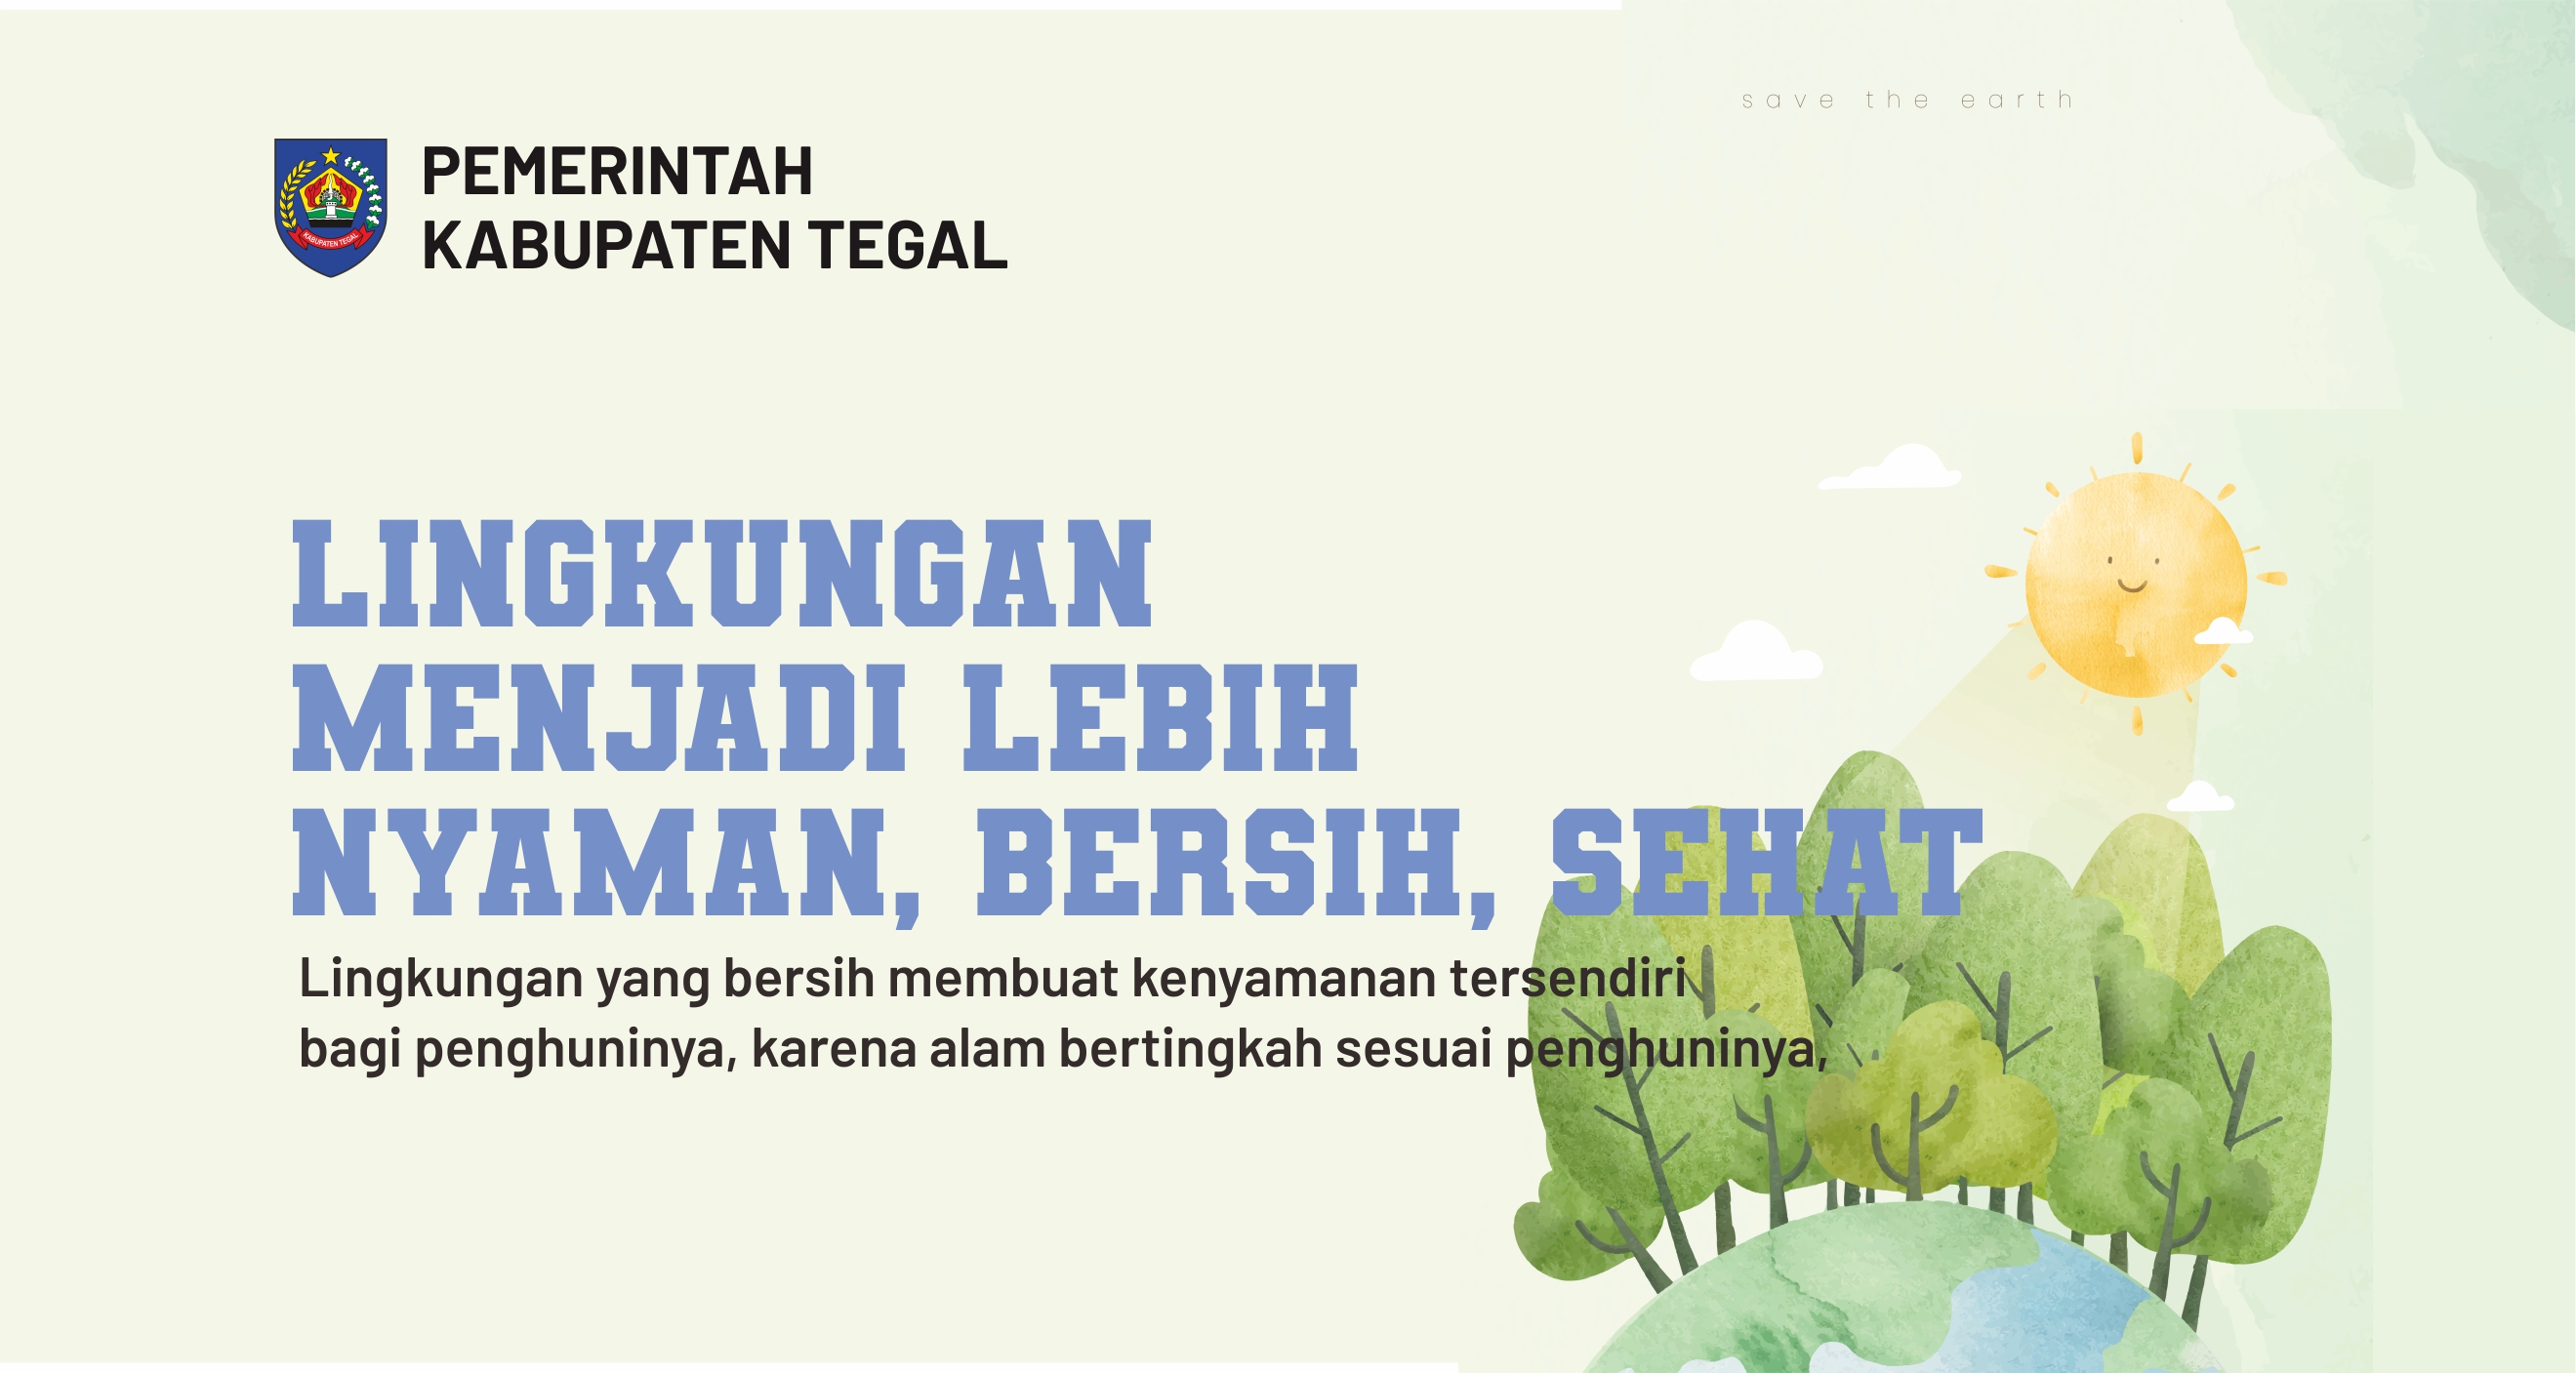 save the earth
KABUPATEN TEGAL
PEMERINTAH
KABUPATEN TEGAL
LINGKUNGAN
MENJADI LEBIH
NYAMAN, BERSIH, SEHAT
Lingkungan yang bersih membuat kenyamanan tersendiri
bagi penghuninya, karena alam bertingkah sesuai penghuninya,